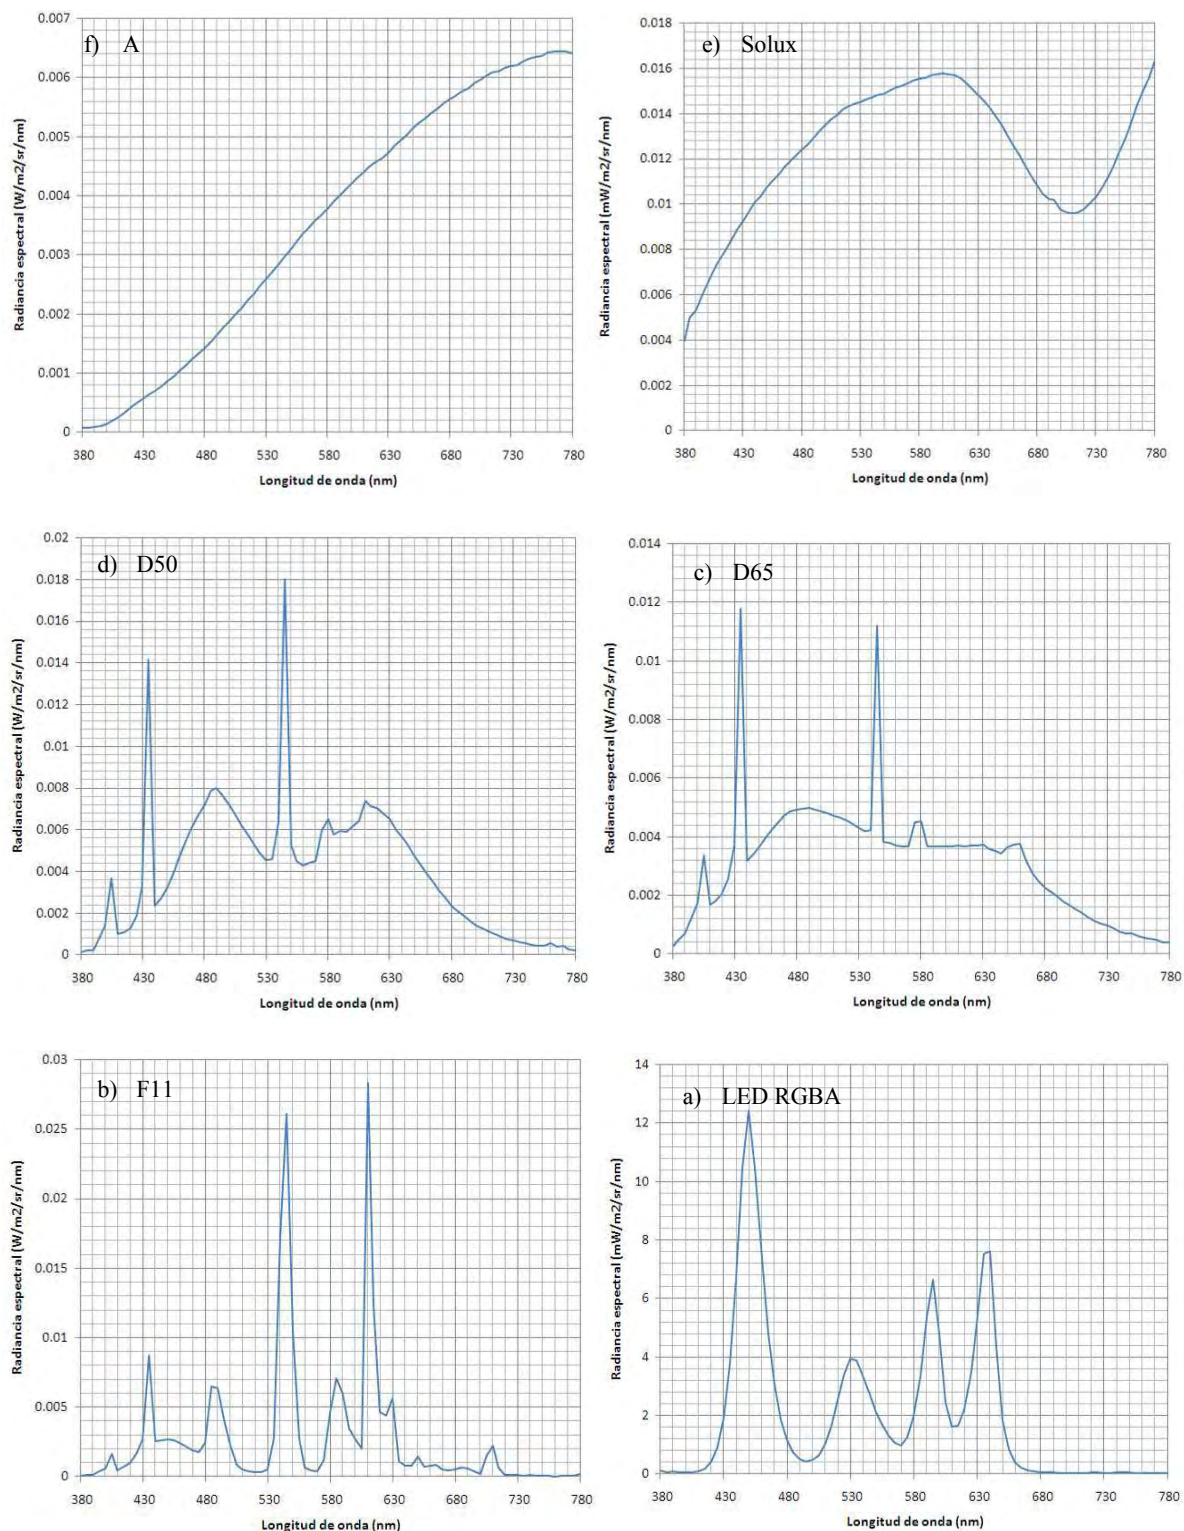 f) A
0.007
0.006
0.005
0.004
0.003
0.002
0.001
0
Radiancia espectral (W/m2/sr/nm)
380 430 480 530 580 630 680 730 780
Longitud de onda (nm)
e) Solux
0.018
0.016
0.014
0.012
0.01
0.008
0.006
0.004
0.002
0
Radiancia espectral (mW/m2/sr/nm)
380 430 480 530 580 630 680 730 780
Longitud de onda (nm)
d) D50
0.02
0.018
0.016
0.014
0.012
0.01
0.008
0.006
0.004
0.002
0
Radiancia espectral (W/m2/sr/nm)
380 430 480 530 580 630 680 730 780
Longitud de onda (nm)
c) D65
0.014
0.012
0.01
0.008
0.006
0.004
0.002
0
Radiancia espectral (W/m2/sr/nm)
380 430 480 530 580 630 680 730 780
Longitud de onda (nm)
b) F11
0.03
0.025
0.02
0.015
0.01
0.005
0
Radiancia espectral (W/m2/sr/nm)
380 430 480 530 580 630 680 730 780
Longitud de onda (nm)
a) LED RGBA
14
12
10
8
6
4
2
0
Radiancia espectral (mW/m2/sr/nm)
380 430 480 530 580 630 680 730 780
Longitud de onda (nm)